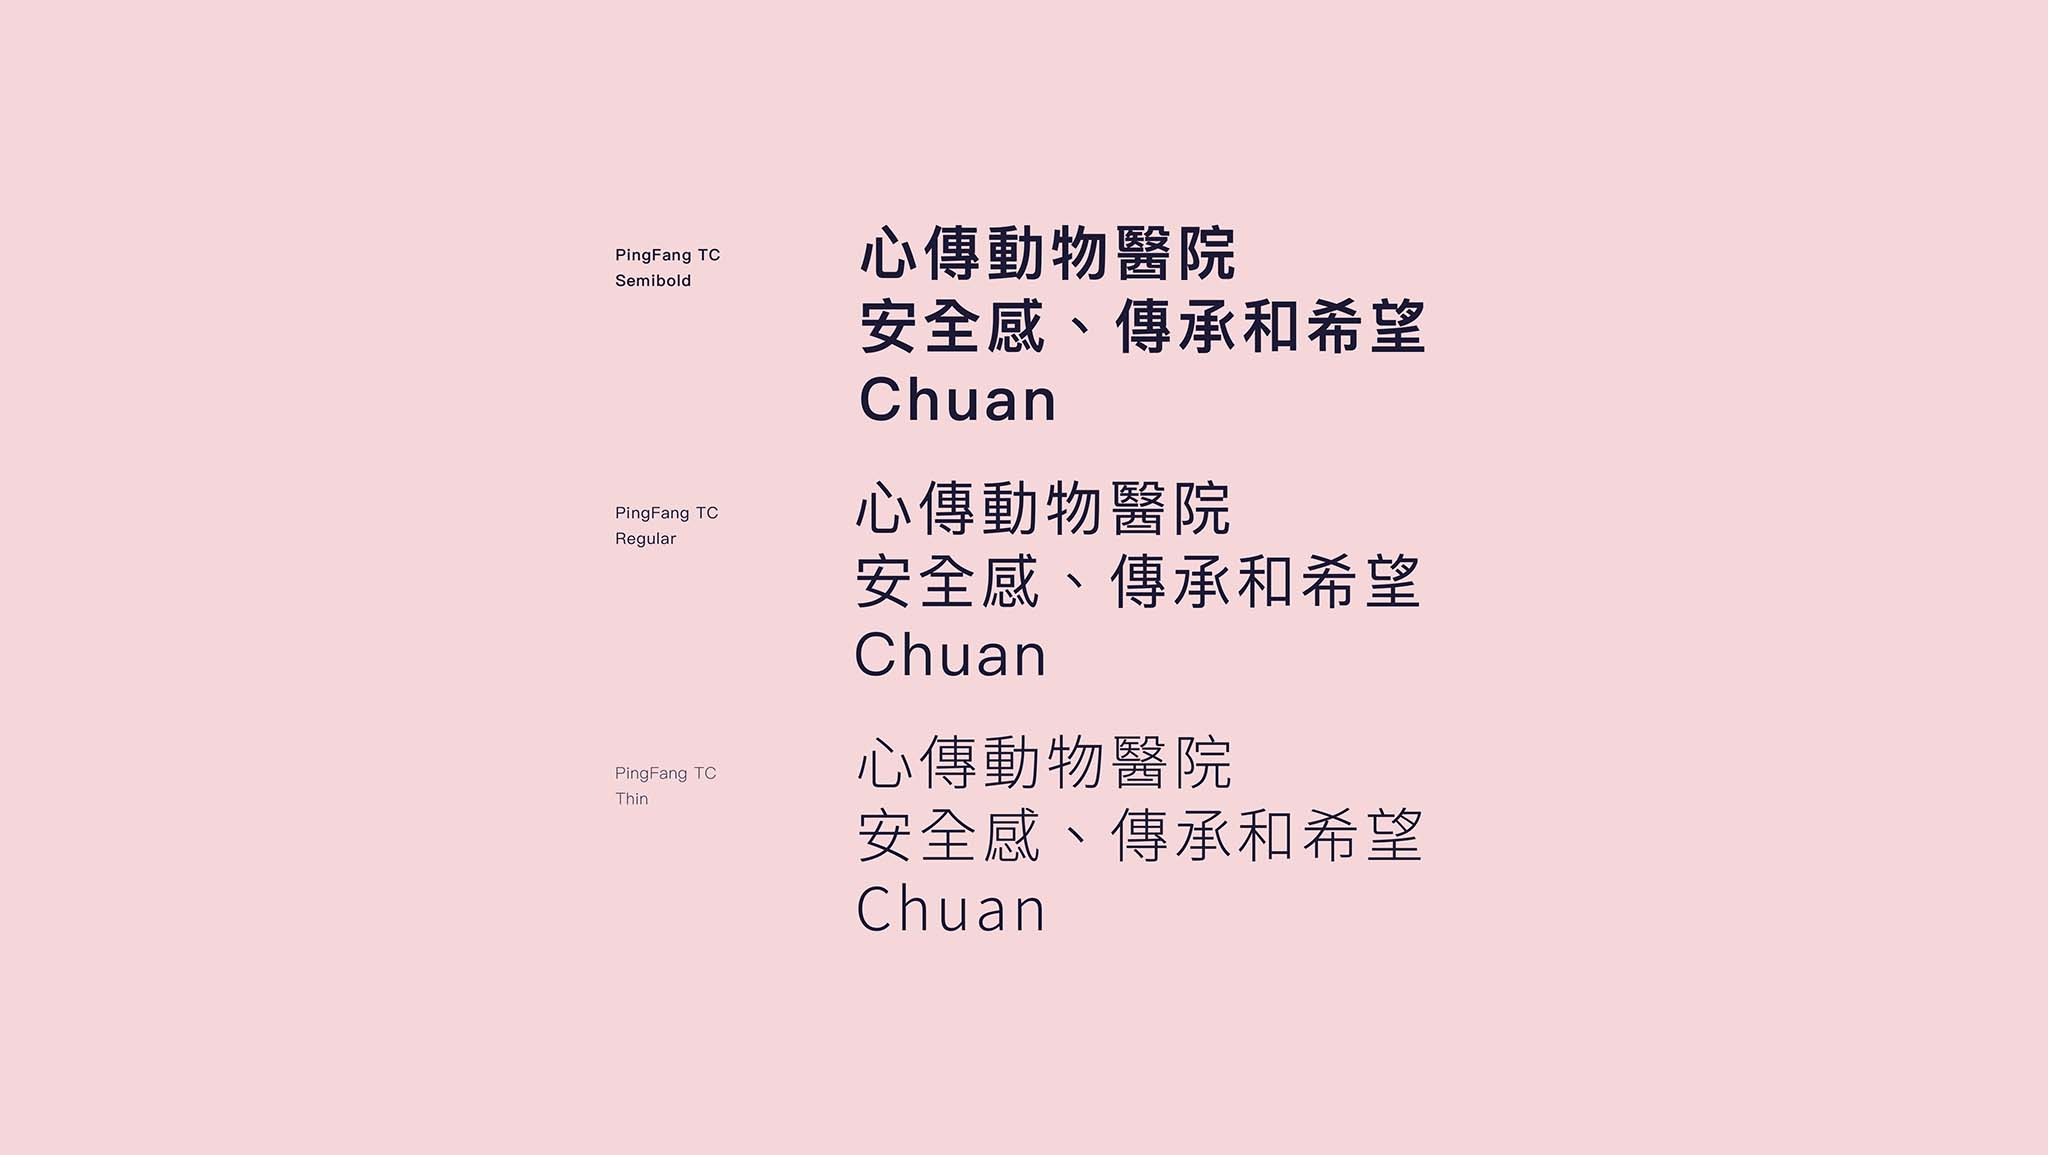 PingFang TC
Semibold
心傳動物醫院
安全感、傳承和希望
Chuan
PingFang TC
Regular
心傳動物醫院
安全感、傳承和希望
Chuan
PingFang TC
Thin
心傳動物醫院
安全感、傳承和希望
Chuan